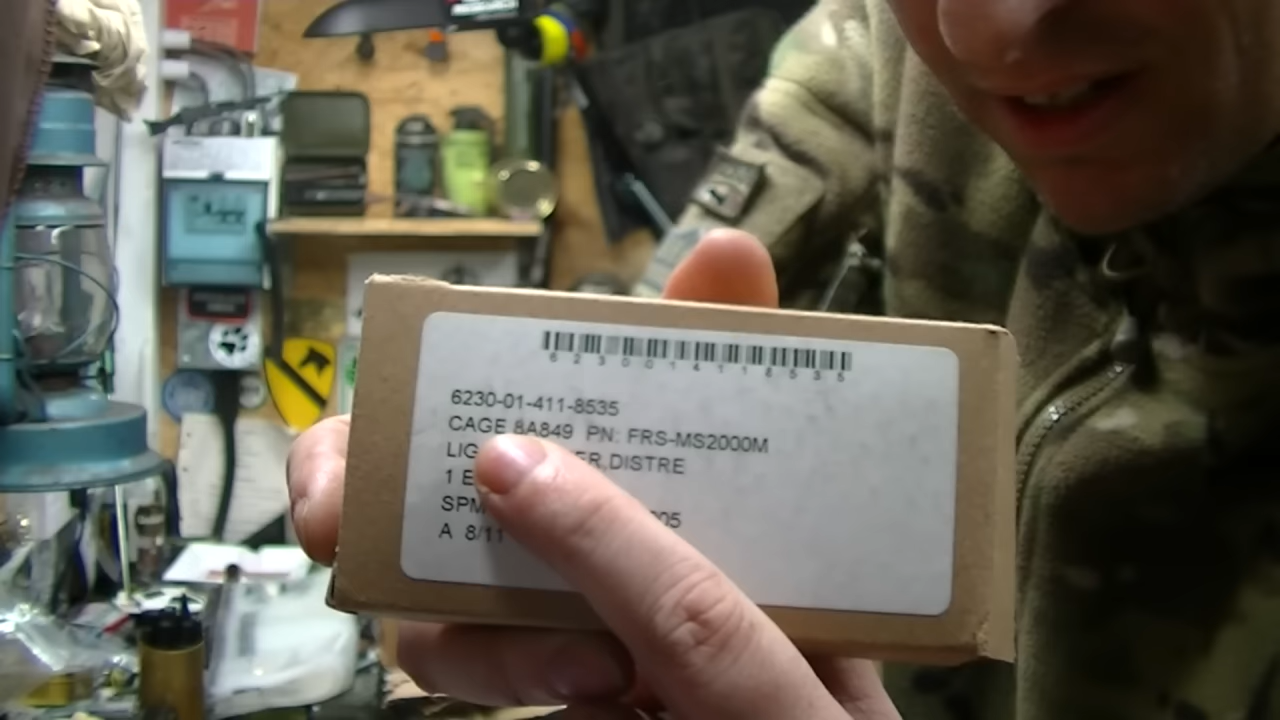 6230014118535
6230-01-411-8535
CAGE 8A849 PN: FRS-MS2000M
LIG ER,DISTRE
1 E
SPM 005
A 8/11